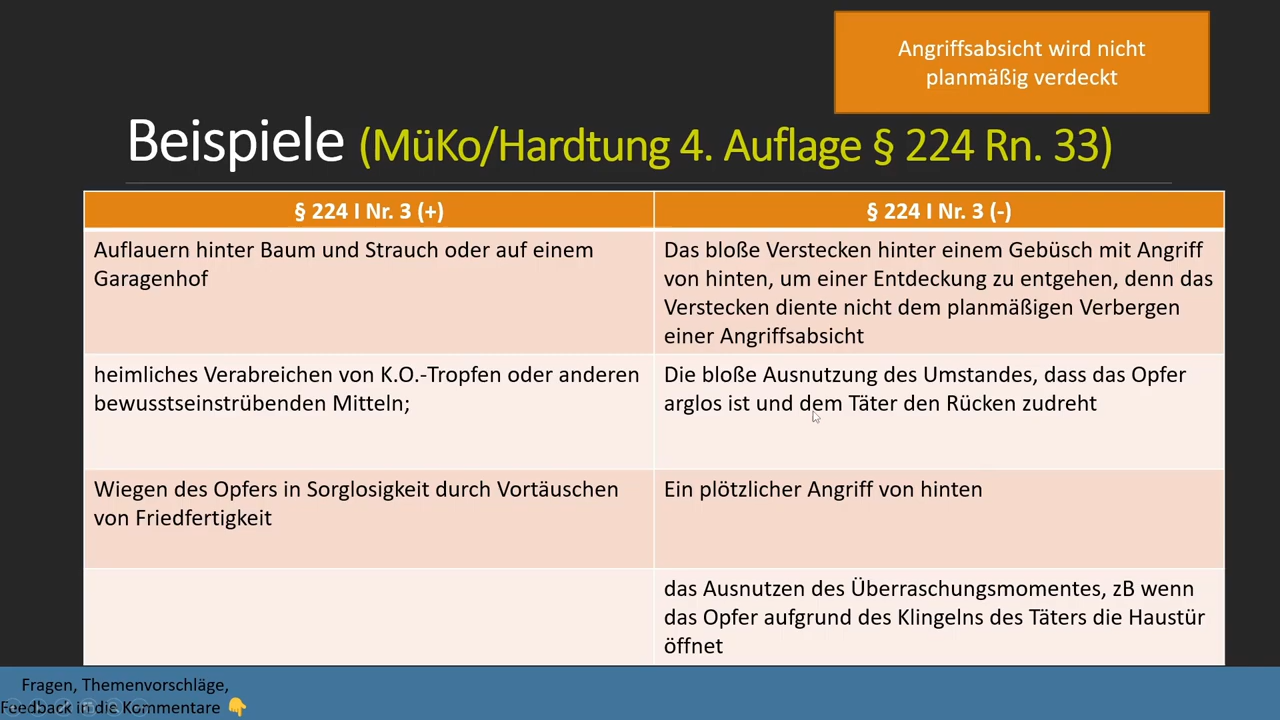 Angriffsabsicht wird nicht
planmäßig verdeckt
Beispiele (MüKo/Hardtung 4. Auflage § 224 Rn. 33)
§ 224 I Nr. 3 (+)
§ 224 I Nr. 3 (-)
Auflauern hinter Baum und Strauch oder auf einem
Garagenhof
Das bloße Verstecken hinter einem Gebüsch mit Angriff
von hinten, um einer Entdeckung zu entgehen, denn das
Verstecken diente nicht dem planmäßigen Verbergen
einer Angriffsabsicht
heimliches Verabreichen von K.O.-Tropfen oder anderen
bewusstseinstrübenden Mitteln;
Die bloße Ausnutzung des Umstandes, dass das Opfer
arglos ist und dem Täter den Rücken zudreht
Wiegen des Opfers in Sorglosigkeit durch Vortäuschen
von Friedfertigkeit
Ein plötzlicher Angriff von hinten
das Ausnutzen des Überraschungsmomentes, zB wenn
das Opfer aufgrund des Klingelns des Täters die Haustür
öffnet
Fragen, Themenvorschläge,
Feedback in die Kommentare 👇